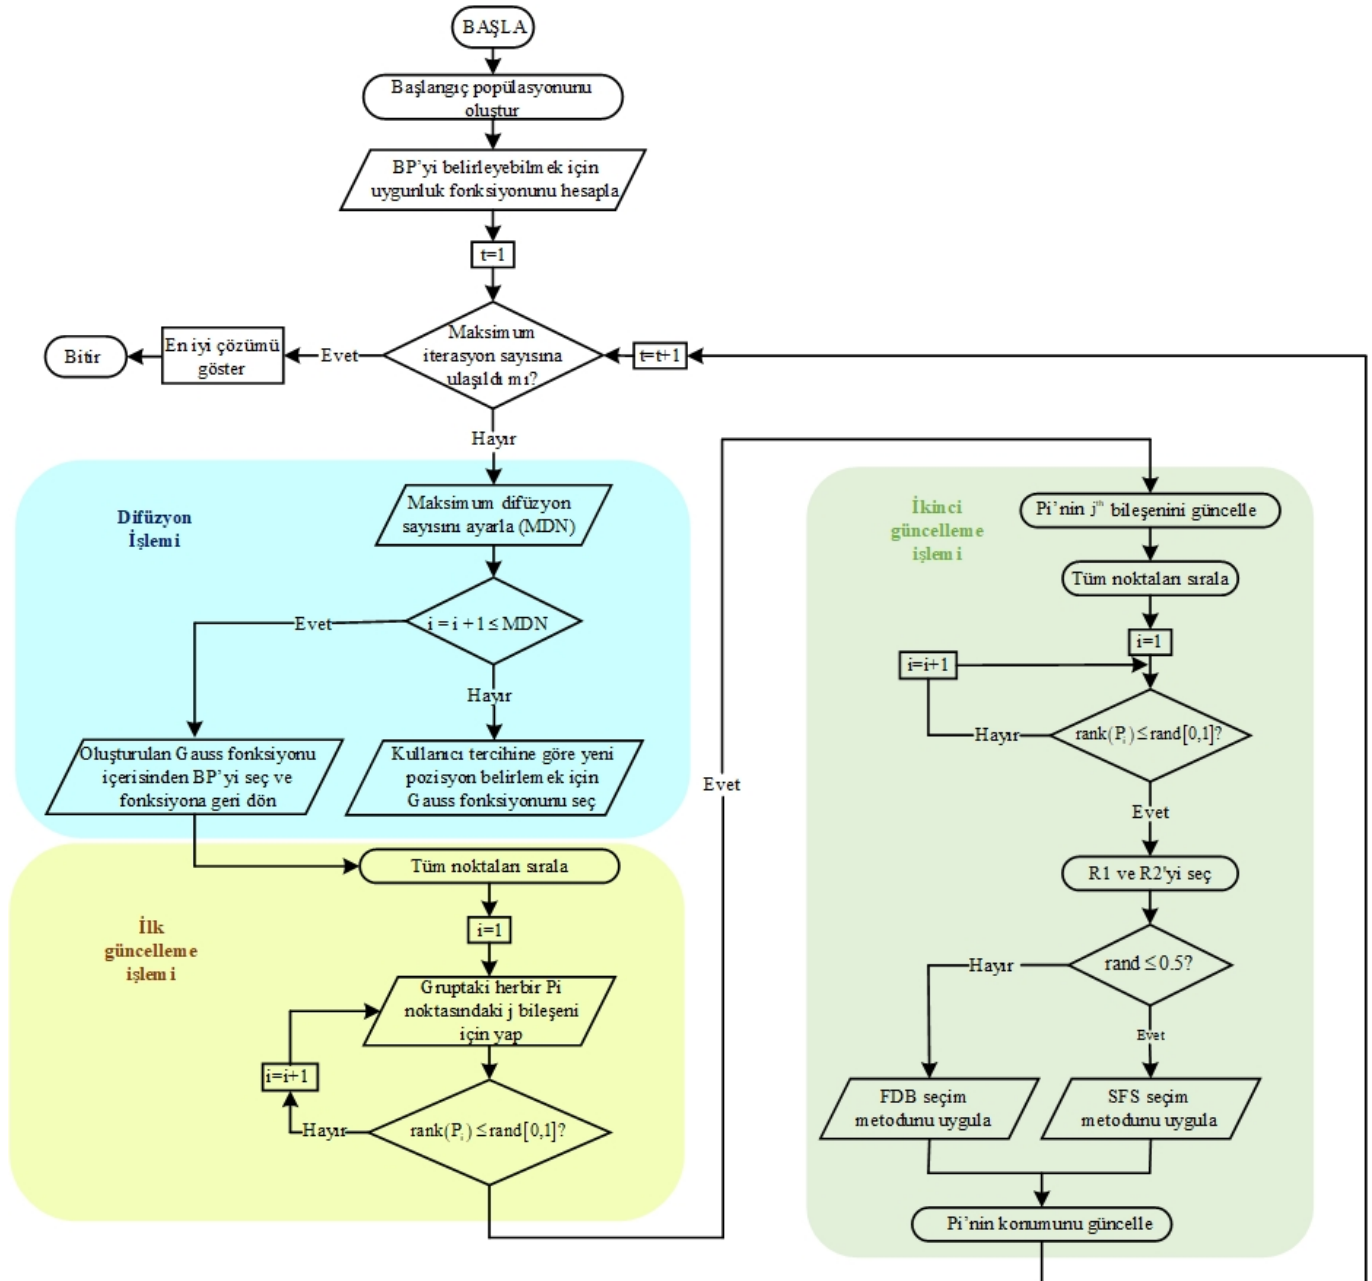 BAŞLA
Başlangıç popülasyonunu
oluştur
BP'yi belirleyebilmek için
uygunluk fonksiyonunu hesapla
t=1
Maksimum
iterasyon sayısına
ulaşıldı mı?
t=t+1
Evet
En iyi çözümü
göster
Bitir
Hayır
Difüzyon
İşlemi
Maksimum difüzyon
sayısını ayarla (MDN)
i = i + 1 ≤ MDN
Evet
Hayır
Oluşturulan Gauss fonksiyonu
içerisinden BP'yi seç ve
fonksiyona geri dön
Kullanıcı tercihine göre yeni
pozisyon belirlemek için
Gauss fonksiyonunu seç
İlk
güncelleme
işlemi
Tüm noktaları sırala
i=1
Gruptaki herbir Pi
noktasındaki j bileşeni
için yap
i=i+1
Hayır
rank(P_i) ≤ rand[0,1]?
Evet
İkinci
güncelleme
işlemi
Pi'nin j^th bileşenini güncelle
Tüm noktaları sırala
i=1
i=i+1
Hayır
rank(P_i) ≤ rand[0,1]?
Evet
R1 ve R2'yi seç
rand ≤ 0.5?
Hayır
Evet
FDB seçim
metodunu uygula
SFS seçim
metodunu uygula
Pi'nin konumunu güncelle